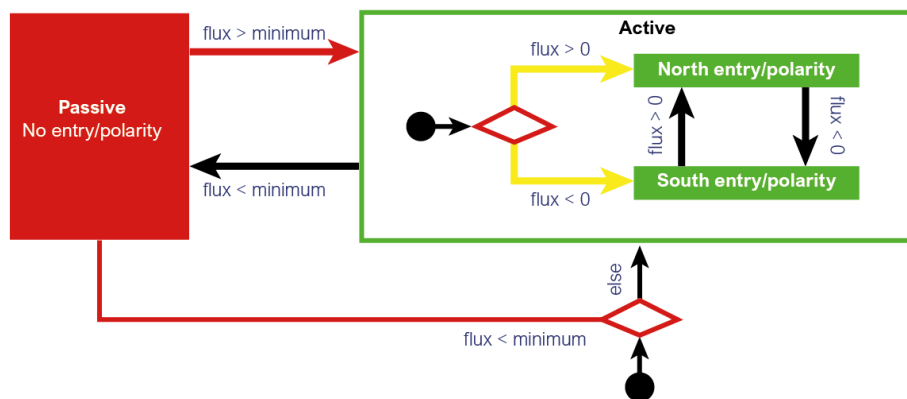 flux > minimum
Active
flux > 0
North entry/polarity
Passive
No entry/polarity
flux > 0
flux < 0
flux < minimum
South entry/polarity
flux < 0
else
flux < minimum